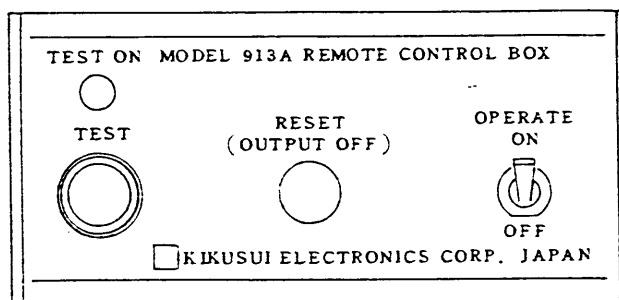 TEST ON MODEL 913A REMOTE CONTROL BOX
TEST
RESET
(OUTPUT OFF)
OPERATE
ON
OFF
KIKUSUI ELECTRONICS CORP. JAPAN